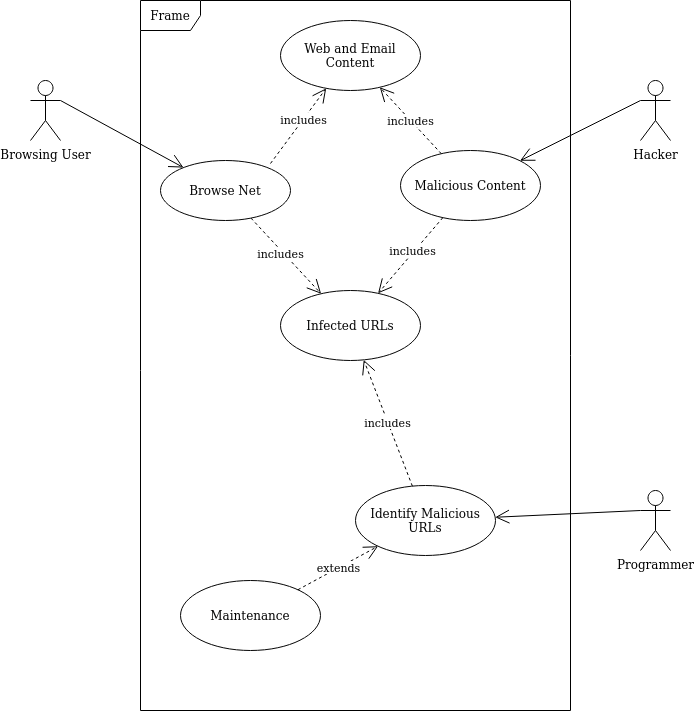 Frame
Web and Email
Content
includes
includes
Browsing User
Hacker
Browse Net
Malicious Content
includes
includes
Infected URLs
includes
Identify Malicious
URLs
Programmer
extends
Maintenance